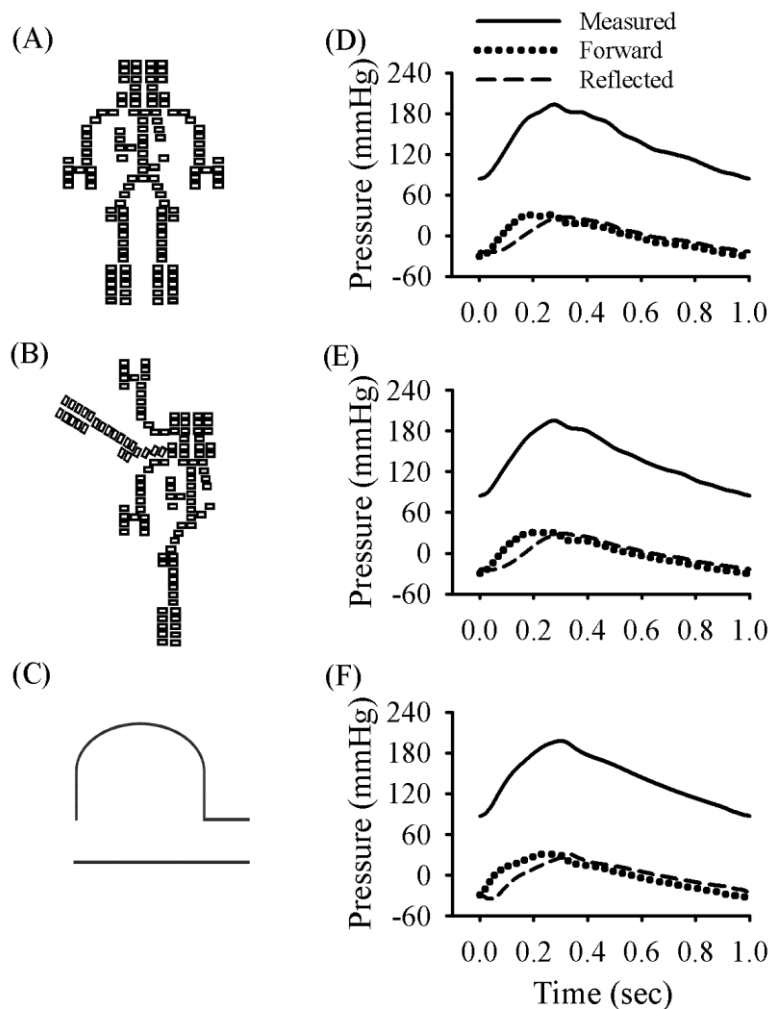 (A)
(B)
(C)
(D)
Measured
Forward
Reflected
Pressure (mmHg)
240
180
120
60
0
-60
0.0 0.2 0.4 0.6 0.8 1.0
(E)
Pressure (mmHg)
240
180
120
60
0
-60
0.0 0.2 0.4 0.6 0.8 1.0
(F)
Pressure (mmHg)
240
180
120
60
0
-60
0.0 0.2 0.4 0.6 0.8 1.0
Time (sec)